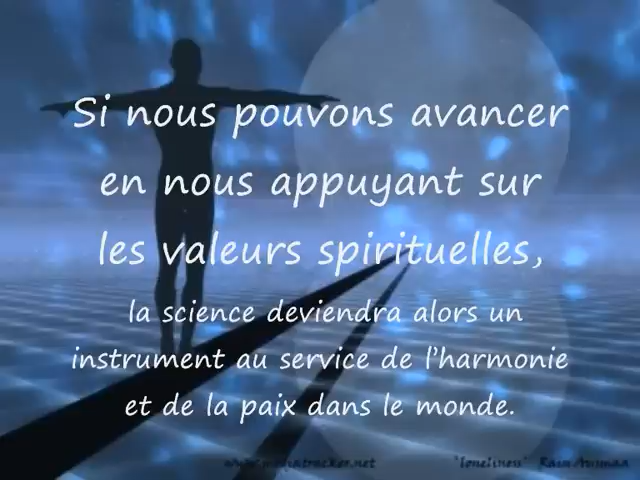 Si nous pouvons avancer
en nous appuyant sur
les valeurs spirituelles,
la science deviendra alors un
instrument au service de l'harmonie
et de la paix dans le monde.
"loneliness"